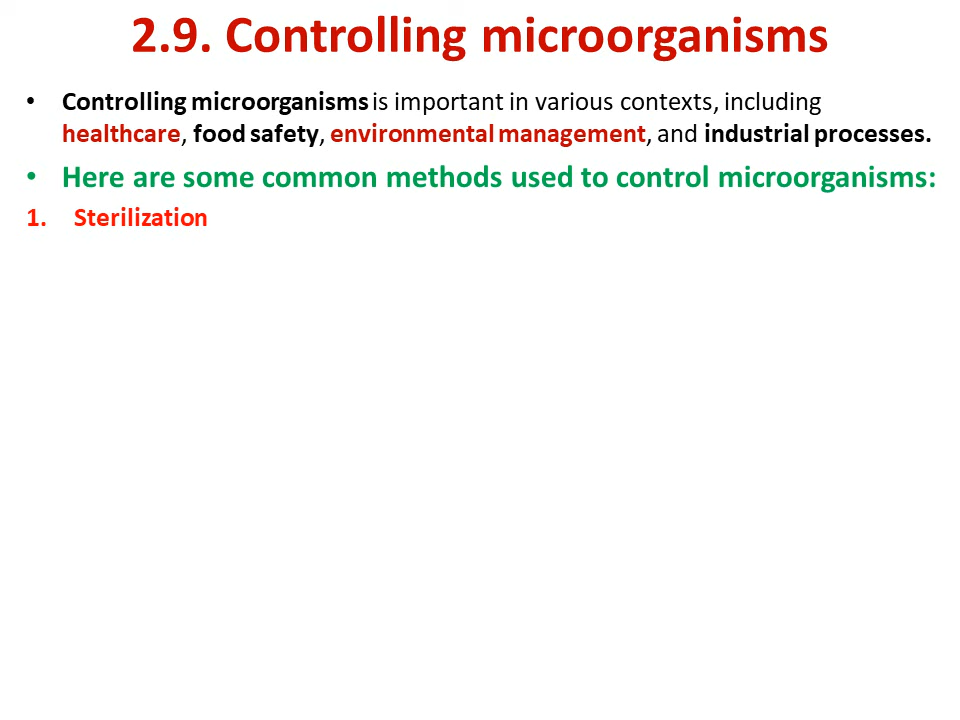 2.9. Controlling microorganisms
• Controlling microorganisms is important in various contexts, including
healthcare, food safety, environmental management, and industrial processes.
• Here are some common methods used to control microorganisms:
1. Sterilization